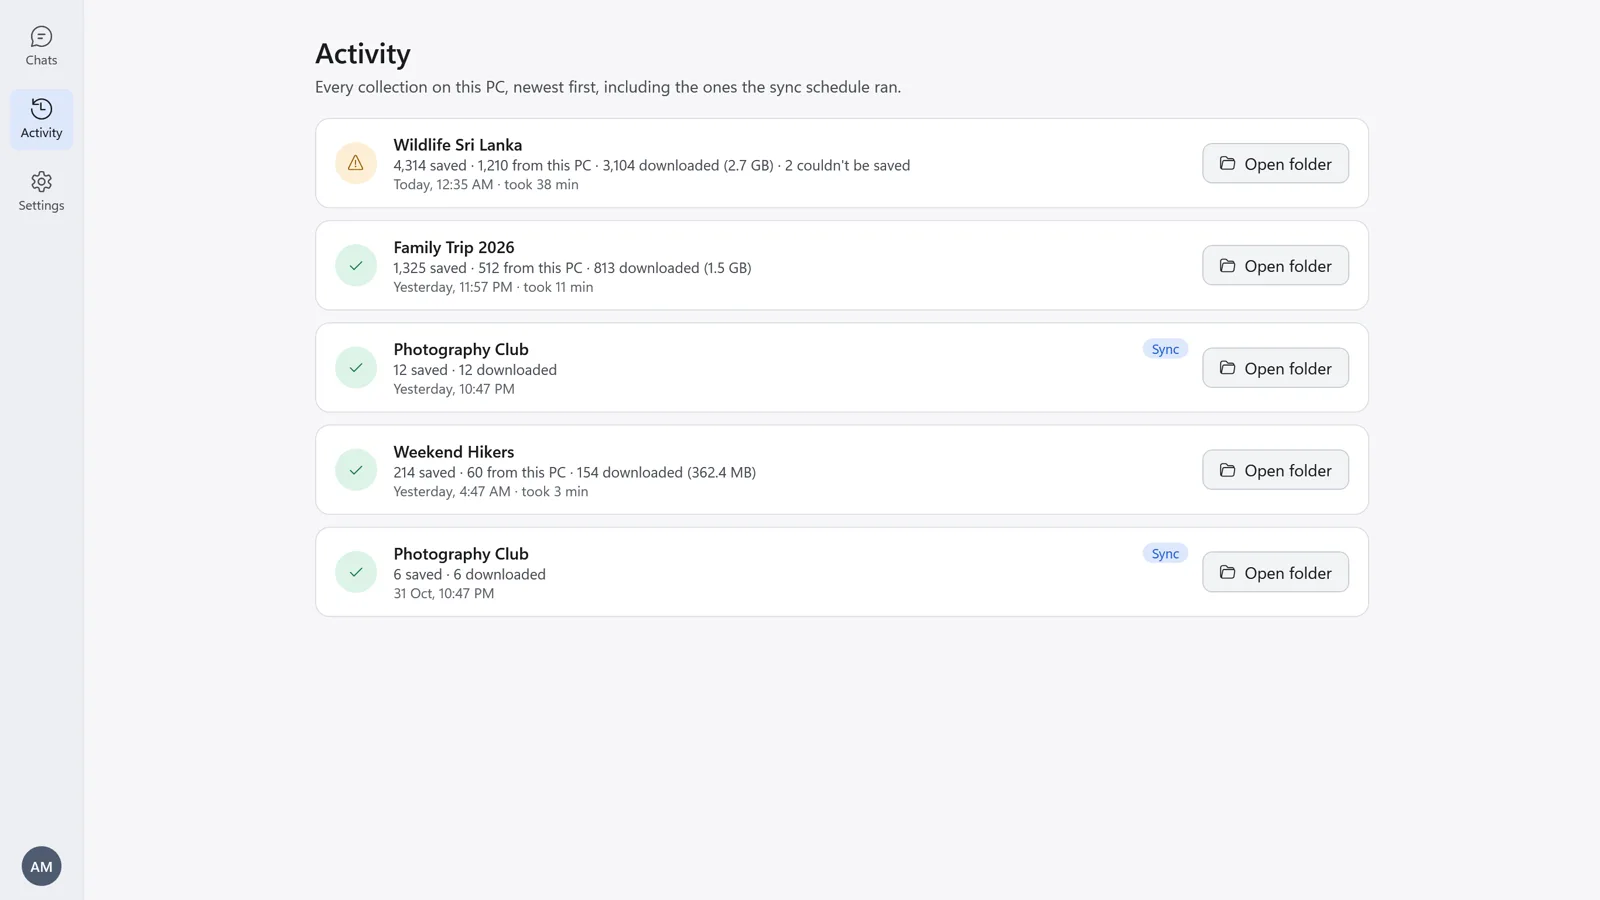 Chats
Activity
Settings
AM
Activity
Every collection on this PC, newest first, including the ones the sync schedule ran.
Wildlife Sri Lanka
4,314 saved · 1,210 from this PC · 3,104 downloaded (2.7 GB) · 2 couldn't be saved
Today, 12:35 AM · took 38 min
Open folder
Family Trip 2026
1,325 saved · 512 from this PC · 813 downloaded (1.5 GB)
Yesterday, 11:57 PM · took 11 min
Open folder
Photography Club
12 saved · 12 downloaded
Yesterday, 10:47 PM
Sync
Open folder
Weekend Hikers
214 saved · 60 from this PC · 154 downloaded (362.4 MB)
Yesterday, 4:47 AM · took 3 min
Open folder
Photography Club
6 saved · 6 downloaded
31 Oct, 10:47 PM
Sync
Open folder